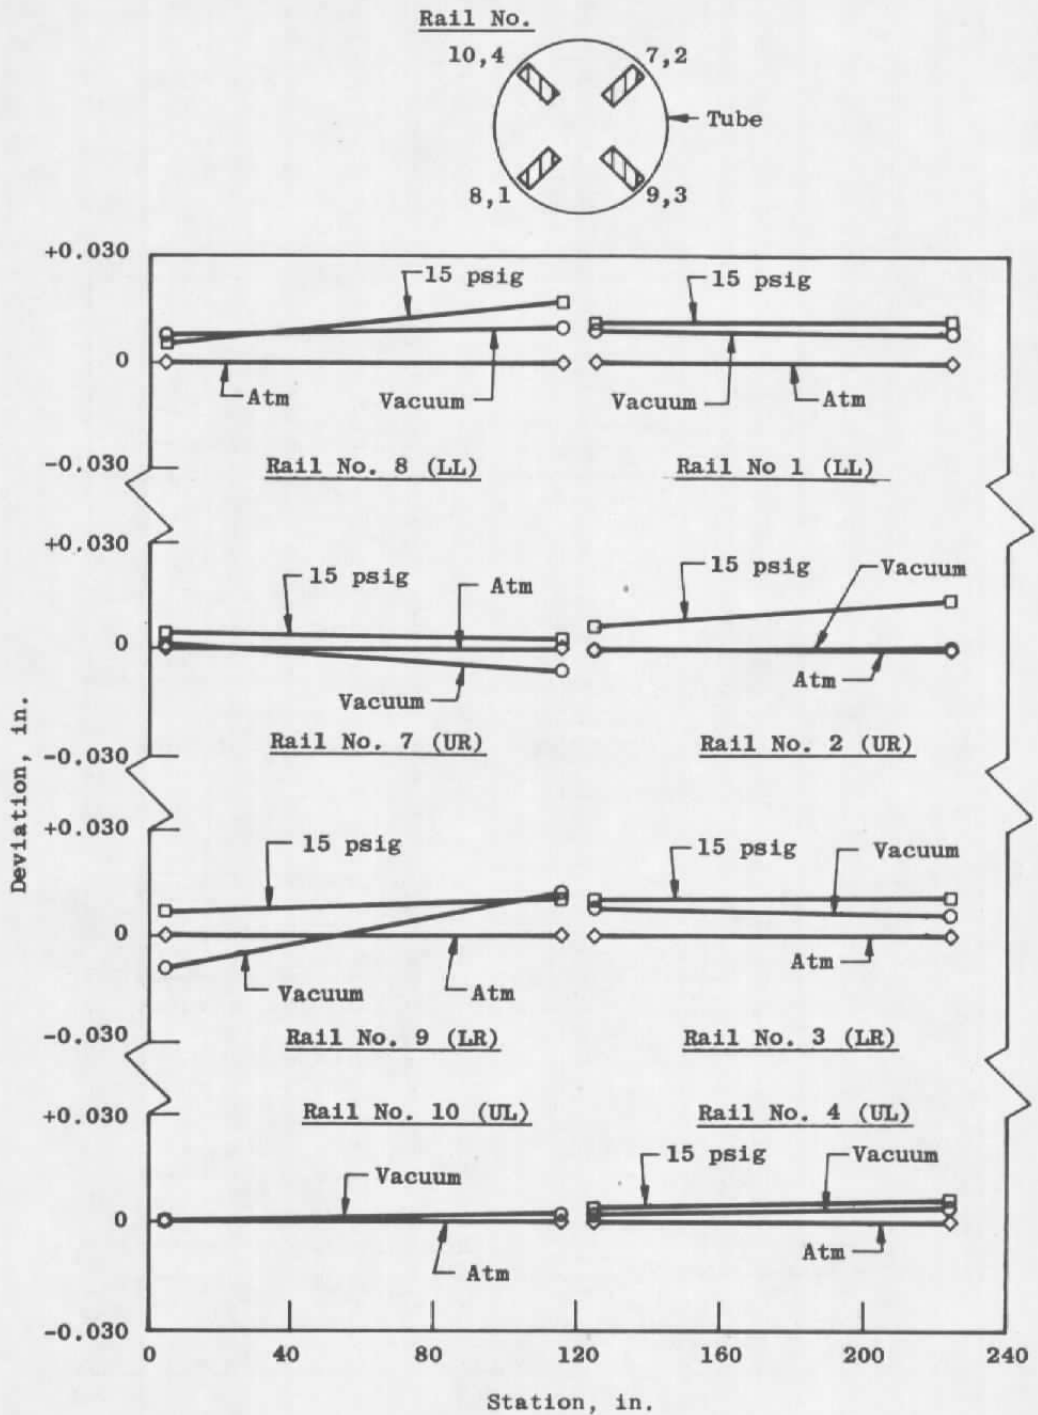 Rail No.
10,4 7,2
Tube
8,1 9,3
+0.030
15 psig 15 psig
0
Atm Vacuum Vacuum Atm
-0.030
Rail No. 8 (LL) Rail No 1 (LL)
+0.030
15 psig Atm 15 psig Vacuum
0
Vacuum Atm
Rail No. 7 (UR) Rail No. 2 (UR)
-0.030
+0.030
15 psig 15 psig Vacuum
0
Vacuum Atm Atm
-0.030
Rail No. 9 (LR) Rail No. 3 (LR)
+0.030
Rail No. 10 (UL) Rail No. 4 (UL)
Vacuum 15 psig Vacuum
0
Atm Atm
-0.030
0 40 80 120 160 200 240
Station, in.
Deviation, in.